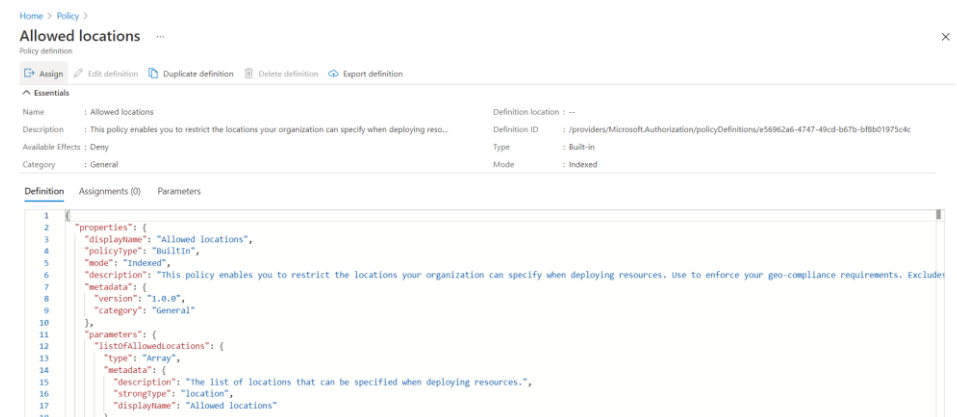 Home > Policy >
Allowed locations ...
Policy definition
Assign Edit definition Duplicate definition Delete definition Export definition
Essentials
Name : Allowed locations Definition location : --
Description : This policy enables you to restrict the locations your organization can specify when deploying reso... Definition ID : /providers/Microsoft.Authorization/policyDefinitions/e56962a6-4747-49cd-b67b-bf8b01975c4c
Available Effects : Deny Type : Built-in
Category : General Mode : Indexed
Definition Assignments (0) Parameters
1 {
2 "properties": {
3 "displayName": "Allowed locations",
4 "policyType": "BuiltIn",
5 "mode": "Indexed",
6 "description": "This policy enables you to restrict the locations your organization can specify when deploying resources. Use to enforce your geo-compliance requirements. Excludes
7 "metadata": {
8 "version": "1.0.0",
9 "category": "General"
10 },
11 "parameters": {
12 "listOfAllowedLocations": {
13 "type": "Array",
14 "metadata": {
15 "description": "The list of locations that can be specified when deploying resources.",
16 "strongType": "location",
17 "displayName": "Allowed locations"